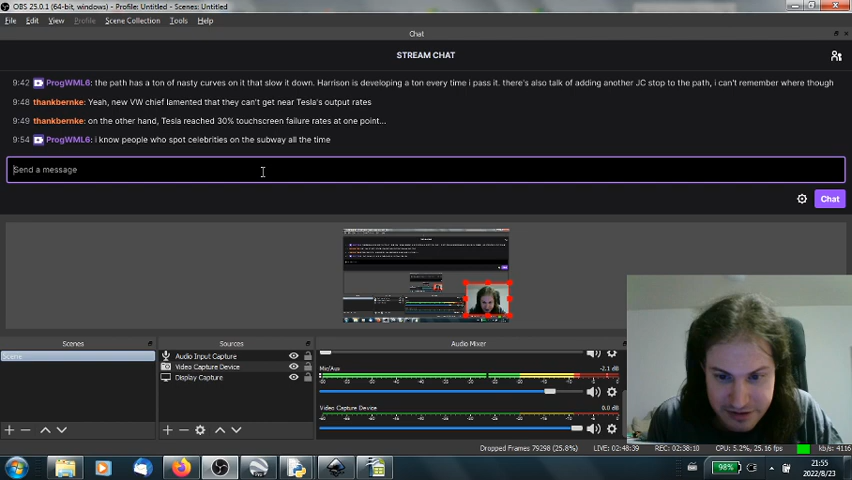 OBS 25.0.1 (64-bit, windows) - Profile: Untitled - Scenes: Untitled
File Edit View Profile Scene Collection Tools Help
Chat
STREAM CHAT
9:42 ProgWML6: the path has a ton of nasty curves on it that slow it down. Harrison is developing a ton every time i pass it. there's also talk of adding another JC stop to the path, i can't remember where though
9:48 thankbernke: Yeah, new VW chief lamented that they can't get near Tesla's output rates
9:49 thankbernke: on the other hand, Tesla reached 30% touchscreen failure rates at one point...
9:54 ProgWML6: i know people who spot celebrities on the subway all the time
Send a message
Chat
Scenes
Scene
Sources
Audio Input Capture
Video Capture Device
Display Capture
Audio Mixer
Mic/Aux -2.1 dB
Video Capture Device 0.0 dB
Dropped Frames 79298 (25.8%) LIVE: 02:48:39 REC: 02:38:10 CPU: 5.2%, 25.16 fps kb/s: 4116
98%
21:55
2022/8/23